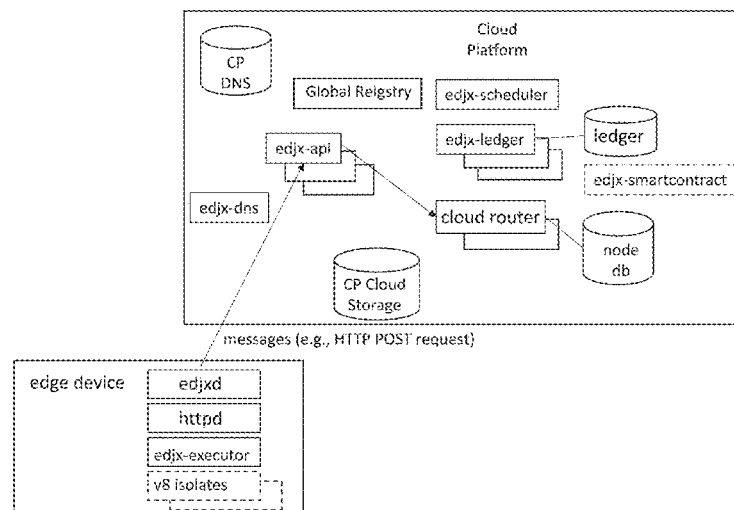 Cloud
Platform
CP
DNS
Global Reigstry
edjx-scheduler
edjx-api
edjx-ledger
ledger
edjx-smartcontract
edjx-dns
cloud router
node
db
CP Cloud
Storage
messages (e.g., HTTP POST request)
edge device
edjxd
httpd
edjx-executor
v8 isolates